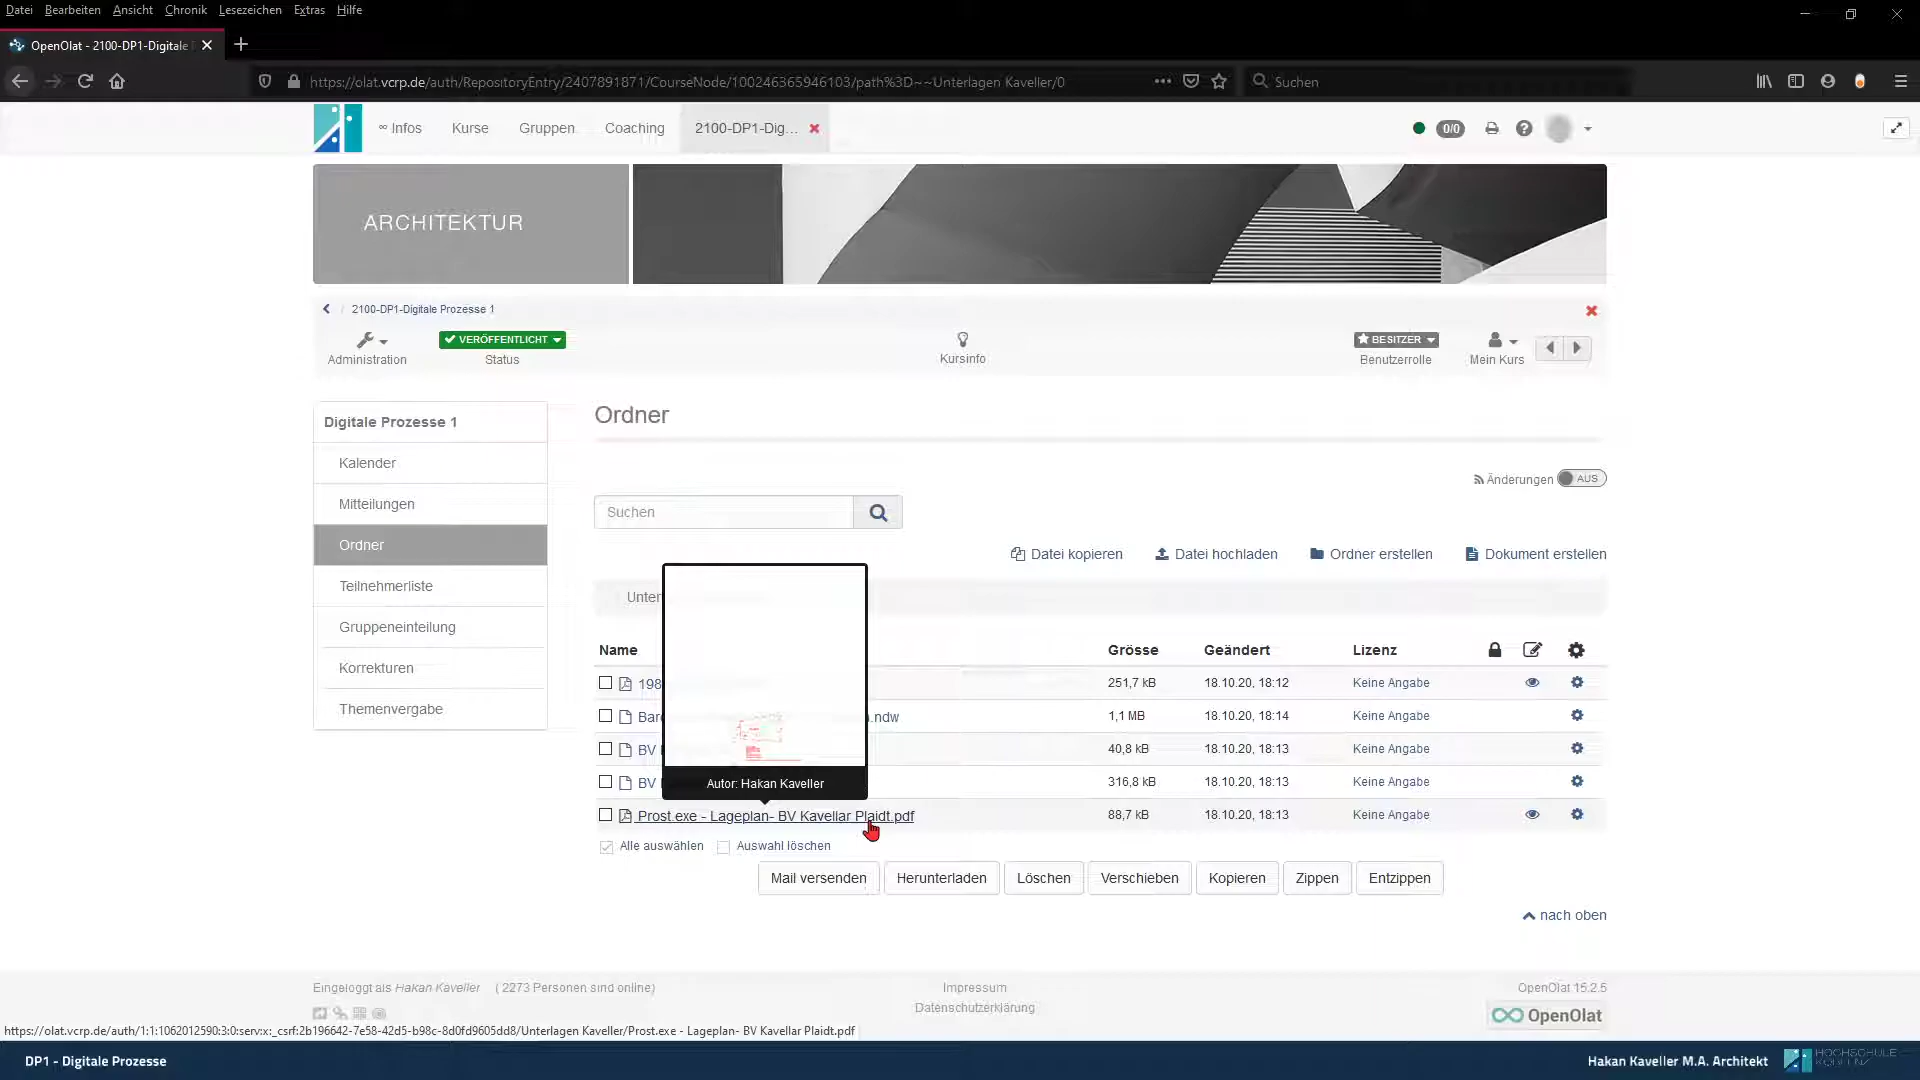 Datei Bearbeiten Ansicht Chronik Lesezeichen Extras Hilfe
OpenOlat - 2100-DP1-Digitale
https://olat.vcrp.de/auth/RepositoryEntry/2407891871/CourseNode/100246365946103/path%3D~~Unterlagen Kaveller/0
Suchen
∞ Infos Kurse Gruppen Coaching 2100-DP1-Dig...
0/0
ARCHITEKTUR
2100-DP1-Digitale Prozesse 1
Administration
VERÖFFENTLICHT
Status
Kursinfo
BESITZER
Benutzerrolle
Mein Kurs
Digitale Prozesse 1
Kalender
Mitteilungen
Ordner
Teilnehmerliste
Gruppeneinteilung
Korrekturen
Themenvergabe
Ordner
Änderungen AUS
Suchen
Datei kopieren Datei hochladen Ordner erstellen Dokument erstellen
Unter
Name Grösse Geändert Lizenz
198 251,7 kB 18.10.20, 18:12 Keine Angabe
Bar .ndw 1,1 MB 18.10.20, 18:14 Keine Angabe
BV 40,8 kB 18.10.20, 18:13 Keine Angabe
BV 316,8 kB 18.10.20, 18:13 Keine Angabe
Autor: Hakan Kaveller
Prost.exe - Lageplan- BV Kavellar Plaidt.pdf 88,7 kB 18.10.20, 18:13 Keine Angabe
Alle auswählen Auswahl löschen
Mail versenden Herunterladen Löschen Verschieben Kopieren Zippen Entzippen
nach oben
Eingeloggt als Hakan Kaveller ( 2273 Personen sind online)
Impressum
Datenschutzerklärung
OpenOlat 15.2.5
OpenOlat
https://olat.vcrp.de/auth/1:1:1062012590:3:0:serv:x:_csrf:2b196642-7e58-42d5-b98c-8d0fd9605dd8/Unterlagen Kaveller/Prost.exe - Lageplan- BV Kavellar Plaidt.pdf
DP1 - Digitale Prozesse
Hakan Kaveller M.A. Architekt
HOCHSCHULE
KOBLENZ